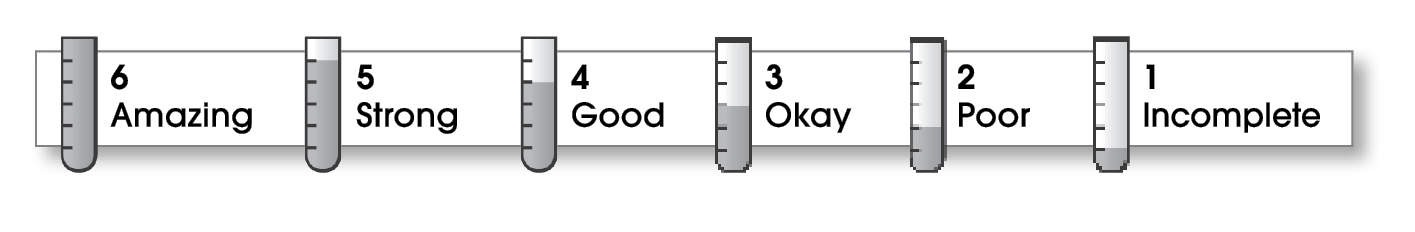 6
Amazing
5
Strong
4
Good
3
Okay
2
Poor
1
Incomplete